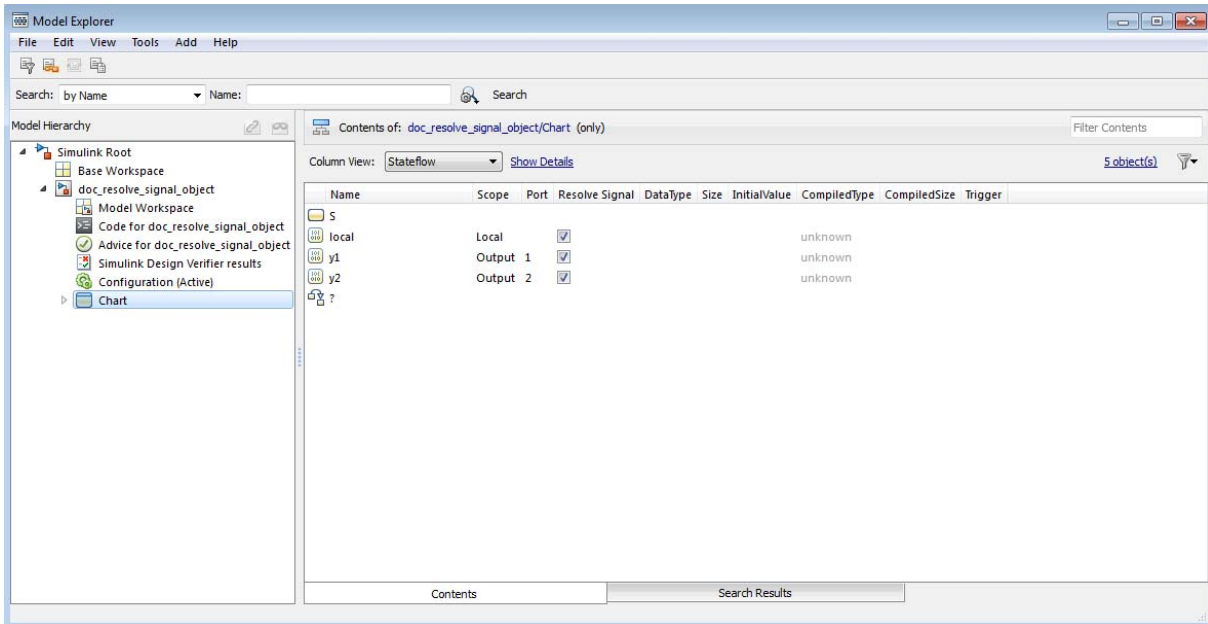 Model Explorer
File Edit View Tools Add Help
Search: by Name Name: Search
Model Hierarchy
Simulink Root
Base Workspace
doc_resolve_signal_object
Model Workspace
Code for doc_resolve_signal_object
Advice for doc_resolve_signal_object
Simulink Design Verifier results
Configuration (Active)
Chart
Contents of: doc_resolve_signal_object/Chart (only) Filter Contents
Column View: Stateflow Show Details 5 object(s)
Name Scope Port Resolve Signal DataType Size InitialValue CompiledType CompiledSize Trigger
S
local Local unknown
y1 Output 1 unknown
y2 Output 2 unknown
?
Contents Search Results